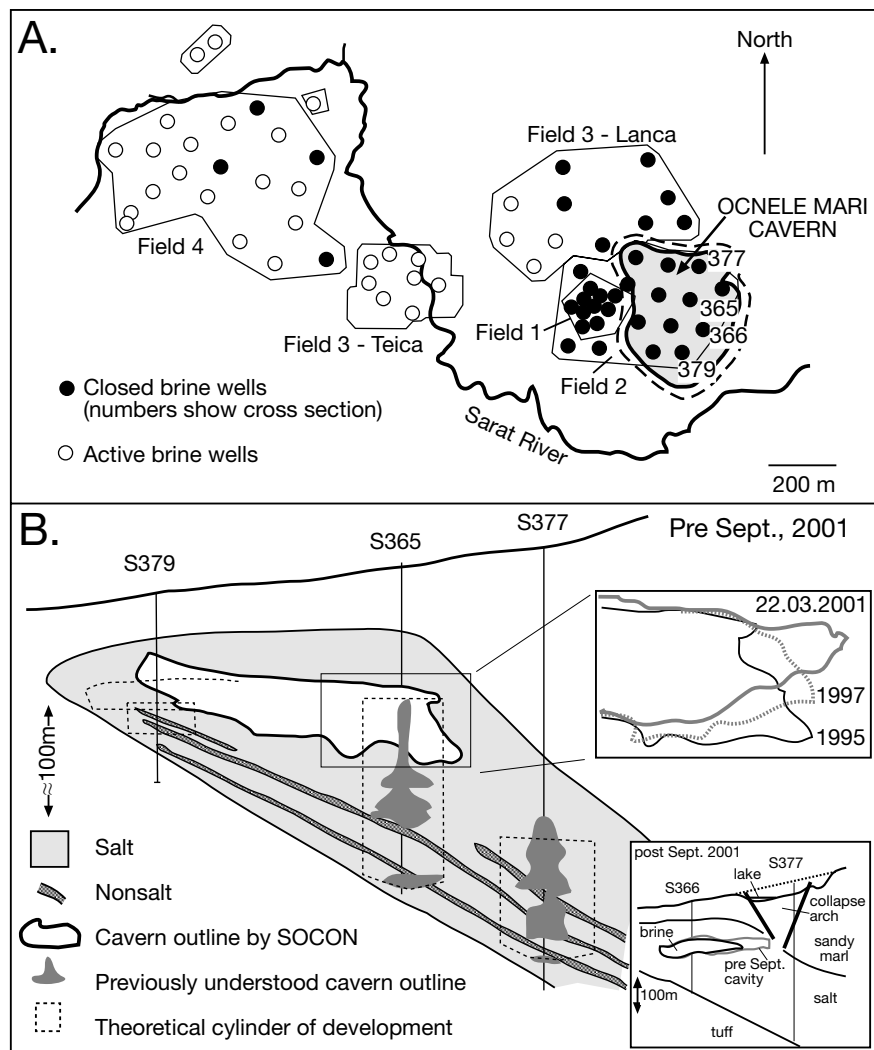 A.
North
Field 3 - Lanca
OCNELE MARI
CAVERN
377
365
366
379
Field 4
Field 3 - Teica
Field 1
Field 2
Sarat River
Closed brine wells
(numbers show cross section)
Active brine wells
200 m
B.
S379
S365
S377
Pre Sept., 2001
22.03.2001
1997
1995
≈100m
Salt
Nonsalt
Cavern outline by SOCON
Previously understood cavern outline
Theoretical cylinder of development
post Sept. 2001
S377
lake
S366
collapse
arch
brine
sandy
marl
pre Sept.
cavity
100m
salt
tuff